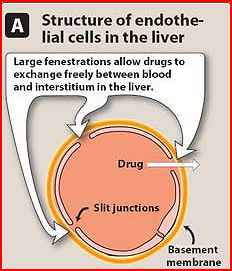 A Structure of endothe-
lial cells in the liver
Large fenestrations allow drugs to
exchange freely between blood
and interstitium in the liver.
Drug
Slit junctions
Basement
membrane